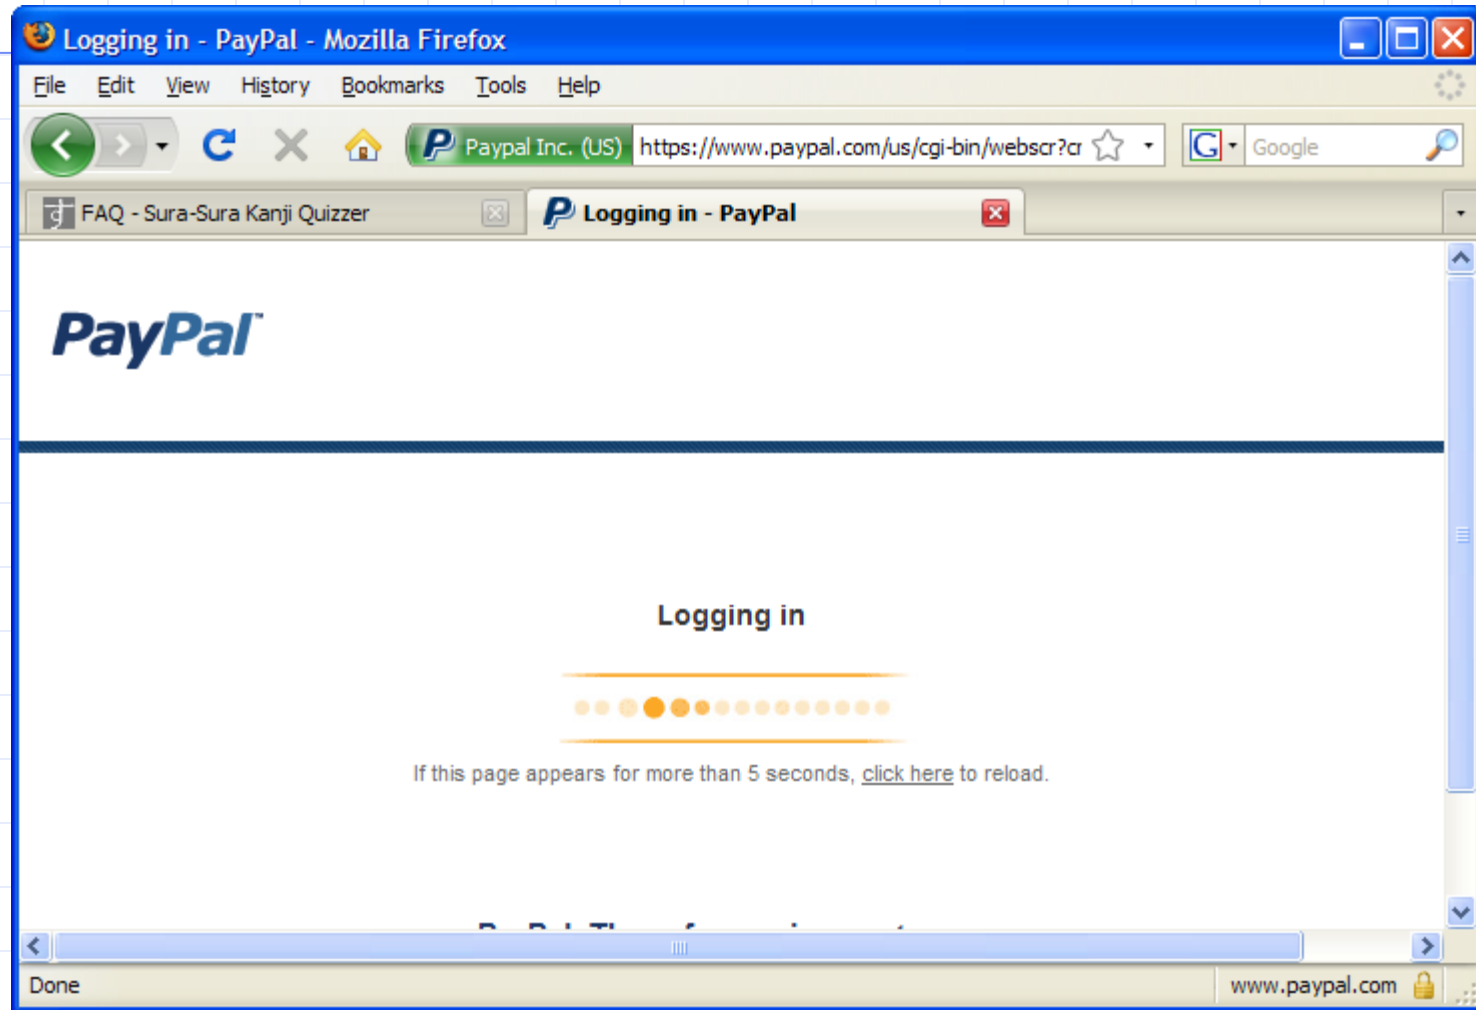 Logging in - PayPal - Mozilla Firefox
File Edit View History Bookmarks Tools Help
Paypal Inc. (US) https://www.paypal.com/us/cgi-bin/webscr?cr G Google
FAQ - Sura-Sura Kanji Quizzer Logging in - PayPal
PayPal™
Logging in
If this page appears for more than 5 seconds, click here to reload.
Done www.paypal.com